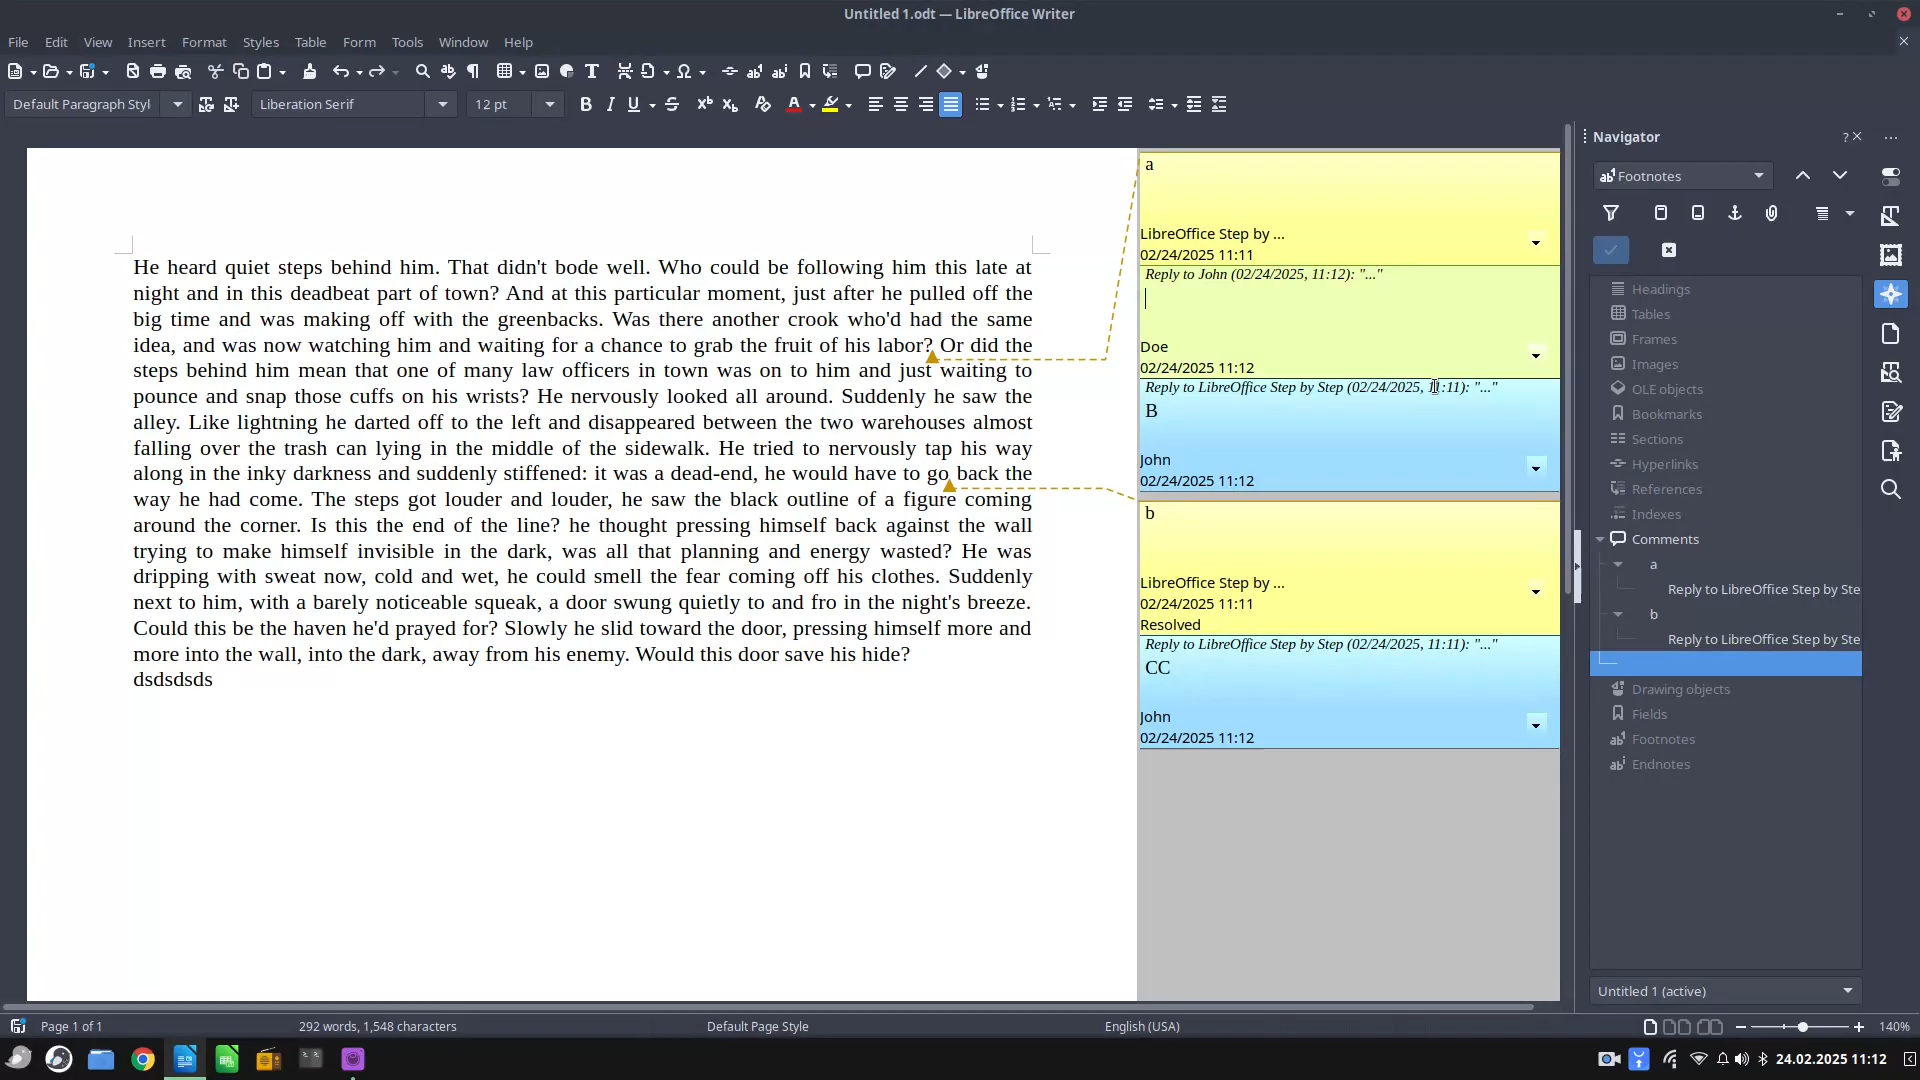 Untitled 1.odt — LibreOffice Writer
File Edit View Insert Format Styles Table Form Tools Window Help
Default Paragraph Styl Liberation Serif 12 pt
He heard quiet steps behind him. That didn't bode well. Who could be following him this late at
night and in this deadbeat part of town? And at this particular moment, just after he pulled off the
big time and was making off with the greenbacks. Was there another crook who'd had the same
idea, and was now watching him and waiting for a chance to grab the fruit of his labor? Or did the
steps behind him mean that one of many law officers in town was on to him and just waiting to
pounce and snap those cuffs on his wrists? He nervously looked all around. Suddenly he saw the
alley. Like lightning he darted off to the left and disappeared between the two warehouses almost
falling over the trash can lying in the middle of the sidewalk. He tried to nervously tap his way
along in the inky darkness and suddenly stiffened: it was a dead-end, he would have to go back the
way he had come. The steps got louder and louder, he saw the black outline of a figure coming
around the corner. Is this the end of the line? he thought pressing himself back against the wall
trying to make himself invisible in the dark, was all that planning and energy wasted? He was
dripping with sweat now, cold and wet, he could smell the fear coming off his clothes. Suddenly
next to him, with a barely noticeable squeak, a door swung quietly to and fro in the night's breeze.
Could this be the haven he'd prayed for? Slowly he slid toward the door, pressing himself more and
more into the wall, into the dark, away from his enemy. Would this door save his hide?
dsdsdsds
a
LibreOffice Step by ...
02/24/2025 11:11
Reply to John (02/24/2025, 11:12): "..."
Doe
02/24/2025 11:12
Reply to LibreOffice Step by Step (02/24/2025, 11:11): "..."
B
John
02/24/2025 11:12
b
LibreOffice Step by ...
02/24/2025 11:11
Resolved
Reply to LibreOffice Step by Step (02/24/2025, 11:11): "..."
CC
John
02/24/2025 11:12
Navigator
Footnotes
Headings
Tables
Frames
Images
OLE objects
Bookmarks
Sections
Hyperlinks
References
Indexes
Comments
a
Reply to LibreOffice Step by Ste
b
Reply to LibreOffice Step by Ste
Drawing objects
Fields
Footnotes
Endnotes
Untitled 1 (active)
Page 1 of 1 292 words, 1,548 characters Default Page Style English (USA) 140%
24.02.2025 11:12